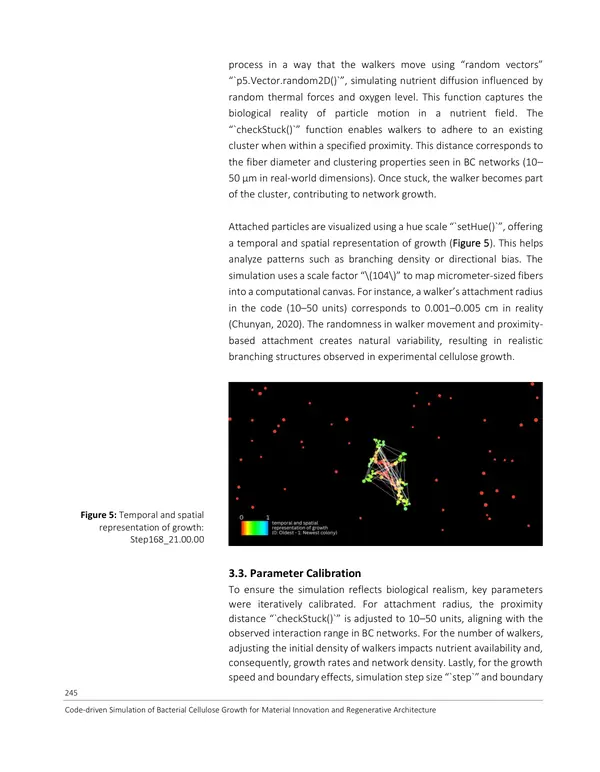 process in a way that the walkers move using “random vectors”
“`p5.Vector.random2D()`”, simulating nutrient diffusion influenced by
random thermal forces and oxygen level. This function captures the
biological reality of particle motion in a nutrient field. The
“`checkStuck()`” function enables walkers to adhere to an existing
cluster when within a specified proximity. This distance corresponds to
the fiber diameter and clustering properties seen in BC networks (10–
50 µm in real-world dimensions). Once stuck, the walker becomes part
of the cluster, contributing to network growth.
Attached particles are visualized using a hue scale “`setHue()`”, offering
a temporal and spatial representation of growth (Figure 5). This helps
analyze patterns such as branching density or directional bias. The
simulation uses a scale factor “\(104\)” to map micrometer-sized fibers
into a computational canvas. For instance, a walker’s attachment radius
in the code (10–50 units) corresponds to 0.001–0.005 cm in reality
(Chunyan, 2020). The randomness in walker movement and proximity-
based attachment creates natural variability, resulting in realistic
branching structures observed in experimental cellulose growth.
0 1
temporal and spatial
representation of growth
(0: Oldest - 1: Newest colony)
Figure 5: Temporal and spatial
representation of growth:
Step168_21.00.00
3.3. Parameter Calibration
To ensure the simulation reflects biological realism, key parameters
were iteratively calibrated. For attachment radius, the proximity
distance “`checkStuck()`” is adjusted to 10–50 units, aligning with the
observed interaction range in BC networks. For the number of walkers,
adjusting the initial density of walkers impacts nutrient availability and,
consequently, growth rates and network density. Lastly, for the growth
speed and boundary effects, simulation step size “`step`” and boundary
245
Code-driven Simulation of Bacterial Cellulose Growth for Material Innovation and Regenerative Architecture